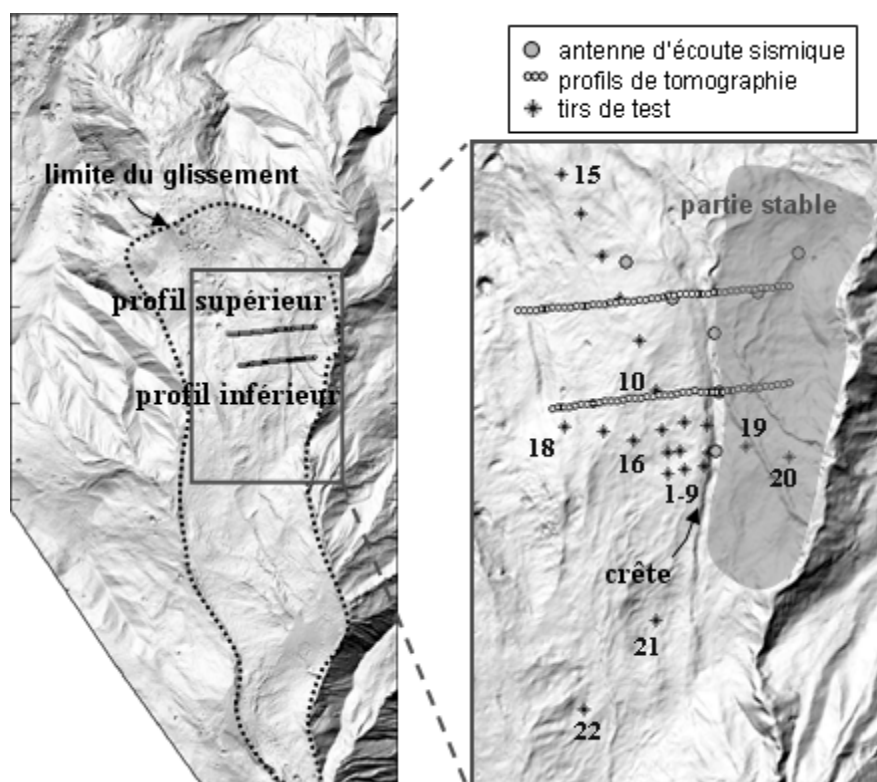 antenne d'écoute sismique
profils de tomographie
tirs de test
limite du glissement
profil supérieur
profil inférieur
15
partie stable
10
18
19
16
20
1-9
crête
21
22